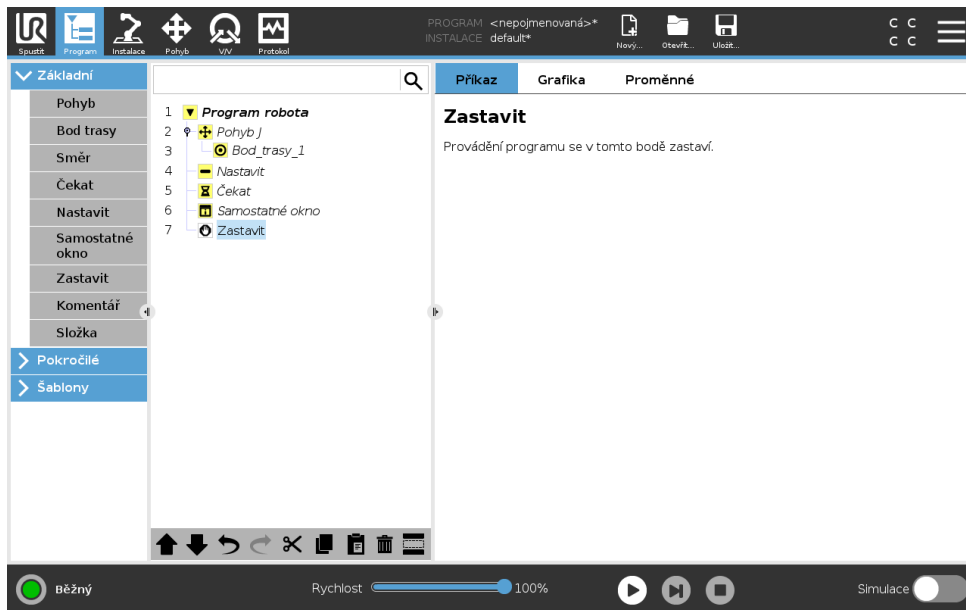 UR
PROGRAM <nepojmenovaná>*
INSTALACE default*
C C
C C
Spustit Program Instalace Pohyb V/V Protokol Nový... Otevřít... Uložit...
Základní
Pohyb
Bod trasy
Směr
Čekat
Nastavit
Samostatné
okno
Zastavit
Komentář
Složka
Pokročilé
Šablony
1 Program robota
2 Pohyb J
3 Bod_trasy_1
4 Nastavit
5 Čekat
6 Samostatné okno
7 Zastavit
Příkaz Grafika Proměnné
Zastavit
Provádění programu se v tomto bodě zastaví.
Běžný Rychlost 100% Simulace